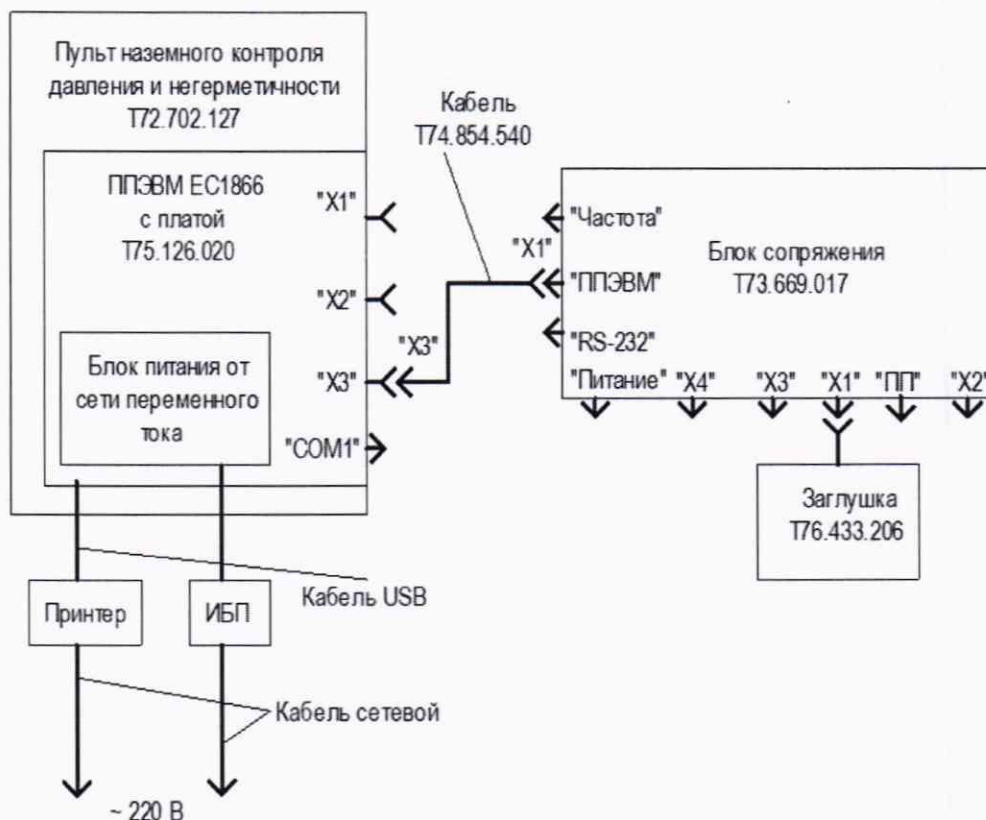 Пульт наземного контроля
давления и негерметичности
Т72.702.127
Кабель
Т74.854.540
ППЭВМ ЕС1866
с платой
Т75.126.020
"Х1"
"Х2"
"Х3"
"СОМ1"
Блок питания от
сети переменного
тока
"Х3"
"Х1"
"Частота"
"ППЭВМ"
"RS-232"
Блок сопряжения
Т73.669.017
"Питание"
"Х4"
"Х3"
"Х1"
"ПП"
"Х2"
Заглушка
Т76.433.206
Кабель USB
Принтер
ИБП
Кабель сетевой
~ 220 В